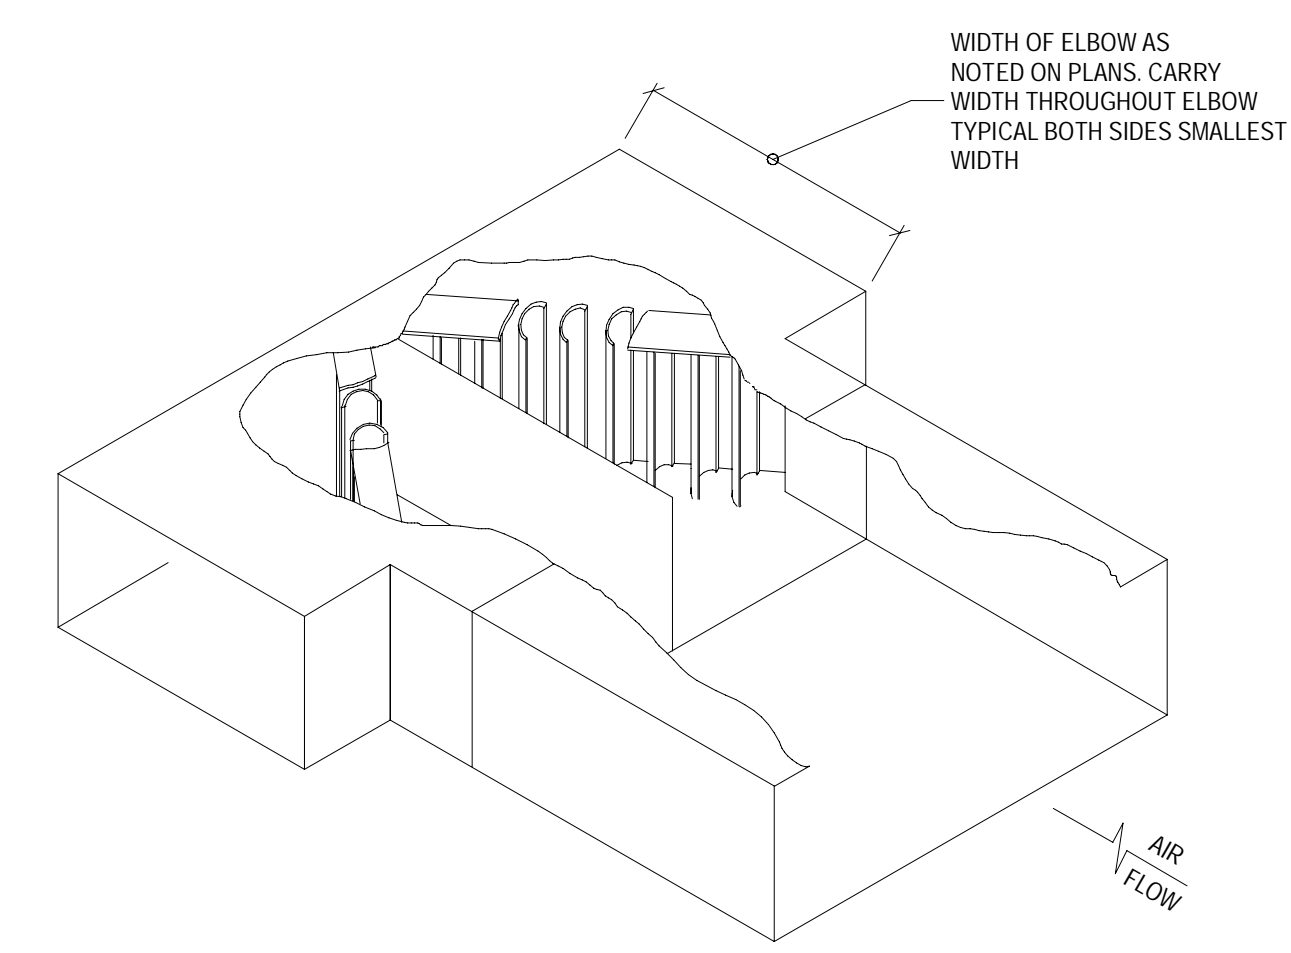 WIDTH OF ELBOW AS
NOTED ON PLANS. CARRY
WIDTH THROUGHOUT ELBOW
TYPICAL BOTH SIDES SMALLEST
WIDTH
AIR
FLOW